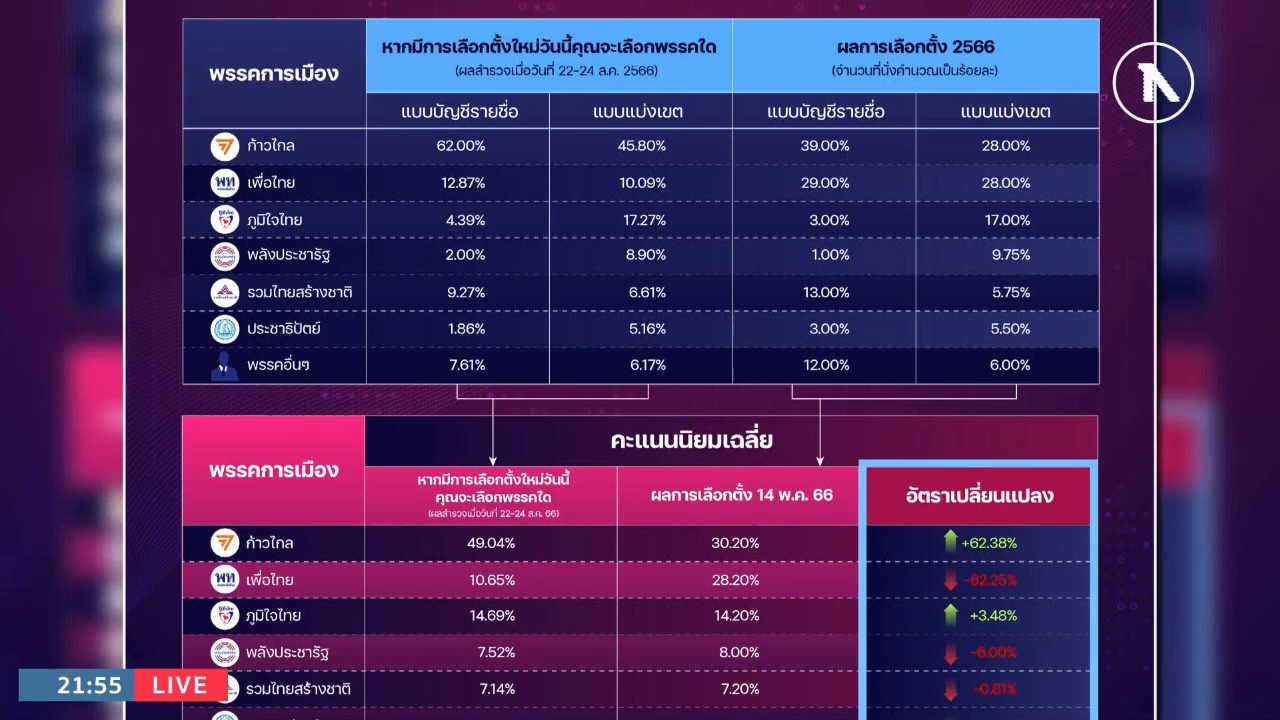 พรรคการเมือง
หากมีการเลือกตั้งใหม่วันนี้คุณจะเลือกพรรคใด
(ผลสำรวจเมื่อวันที่ 22-24 ส.ค. 2566)
ผลการเลือกตั้ง 2566
(จำนวนที่นั่งคำนวณเป็นร้อยละ)
แบบบัญชีรายชื่อ แบบแบ่งเขต แบบบัญชีรายชื่อ แบบแบ่งเขต
ก้าวไกล 62.00% 45.80% 39.00% 28.00%
เพื่อไทย 12.87% 10.09% 29.00% 28.00%
ภูมิใจไทย 4.39% 17.27% 3.00% 17.00%
พลังประชารัฐ 2.00% 8.90% 1.00% 9.75%
รวมไทยสร้างชาติ 9.27% 6.61% 13.00% 5.75%
ประชาธิปัตย์ 1.86% 5.16% 3.00% 5.50%
พรรคอื่นๆ 7.61% 6.17% 12.00% 6.00%
พรรคการเมือง
คะแนนนิยมเฉลี่ย
หากมีการเลือกตั้งใหม่วันนี้
คุณจะเลือกพรรคใด
(ผลสำรวจเมื่อวันที่ 22-24 ส.ค. 66)
ผลการเลือกตั้ง 14 พ.ค. 66
อัตราเปลี่ยนแปลง
ก้าวไกล 49.04% 30.20% +62.38%
พท เพื่อไทย 10.65% 28.20% -62.25%
ภูมิใจไทย 14.69% 14.20% +3.48%
พลังประชารัฐ 7.52% 8.00% -6.00%
รวมไทยสร้างชาติ 7.14% 7.20% -0.81%
21:55 LIVE